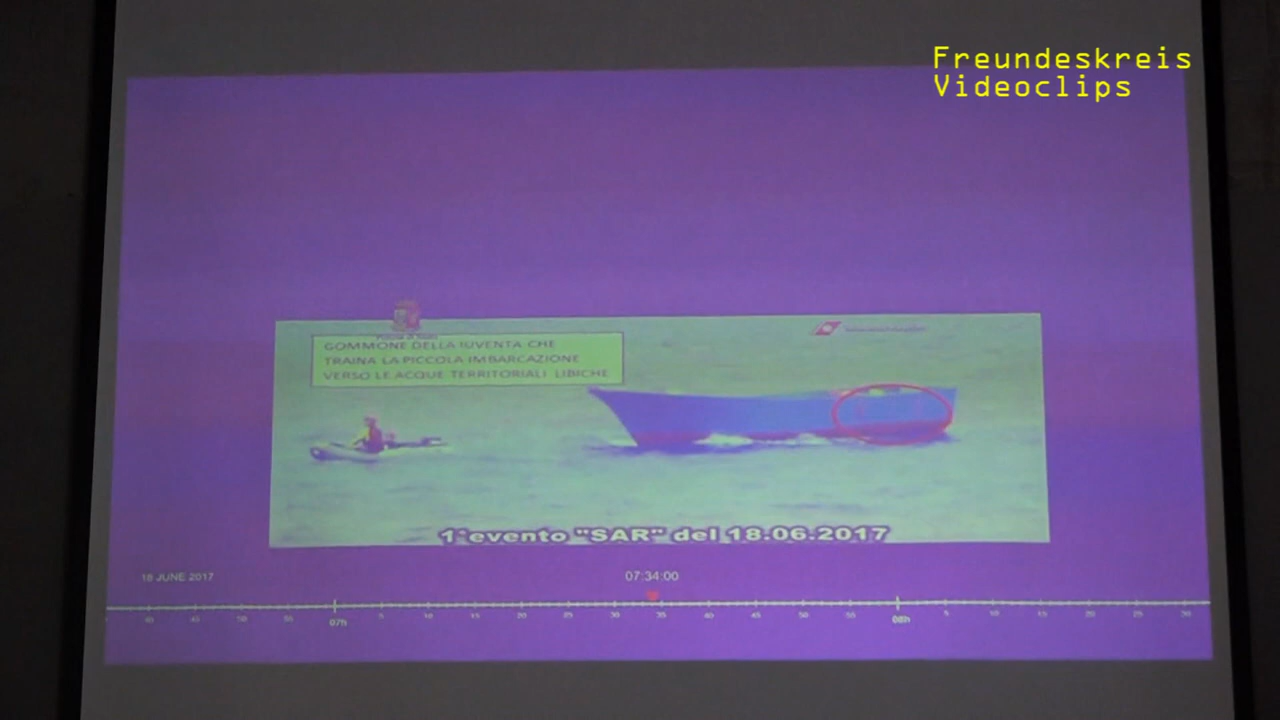 Freundeskreis
Videoclips
GOMMONE DELLA IUVENTA CHE
TRAINA LA PICCOLA IMBARCAZIONE
VERSO LE ACQUE TERRITORIALI LIBICHE
1°evento "SAR" del 18.06.2017
18 JUNE 2017
07:34:00
07h
08h